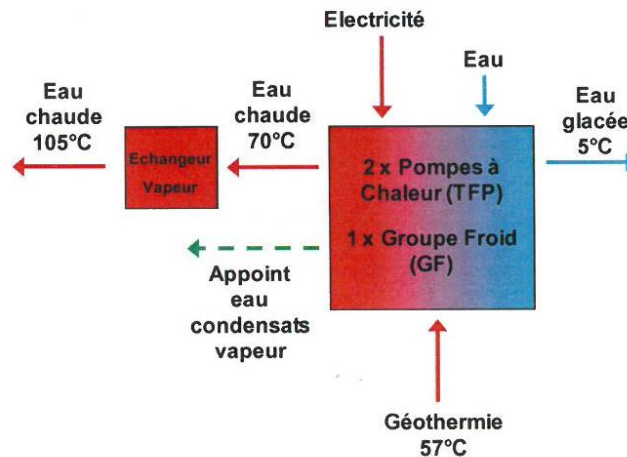 Electricité
Eau
Eau
chaude
105°C
Eau
chaude
70°C
Eau
glacée
5°C
Echangeur
Vapeur
2 x Pompes à
Chaleur (TFP)
1 x Groupe Froid
(GF)
Appoint
eau
condensats
vapeur
Géothermie
57°C